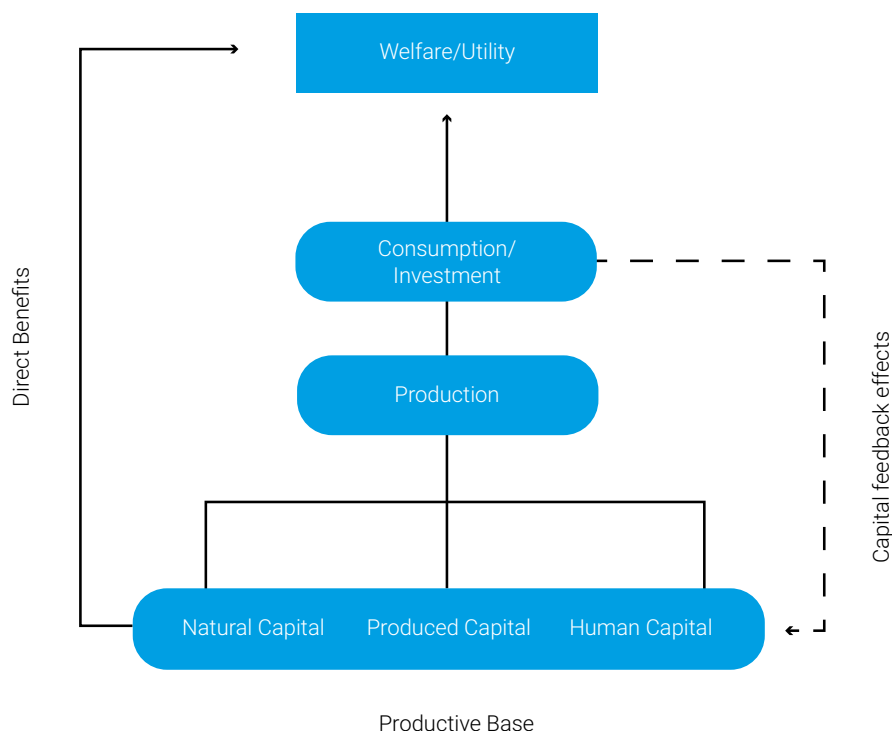 Welfare/Utility
Consumption/
Investment
Production
Direct Benefits
Capital feedback effects
Natural Capital
Produced Capital
Human Capital
Productive Base